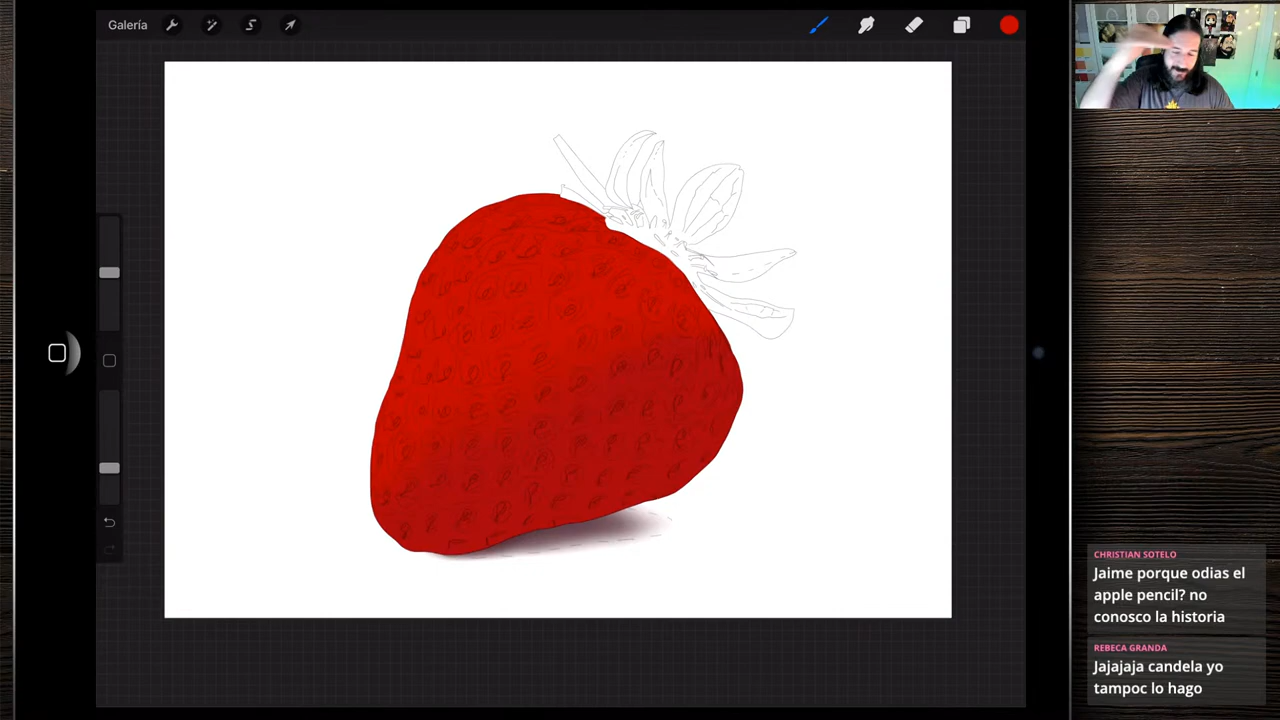 Galería
CHRISTIAN SOTELO
Jaime porque odias el
apple pencil? no
conosco la historia
REBECA GRANDA
Jajajaja candela yo
tampoc lo hago